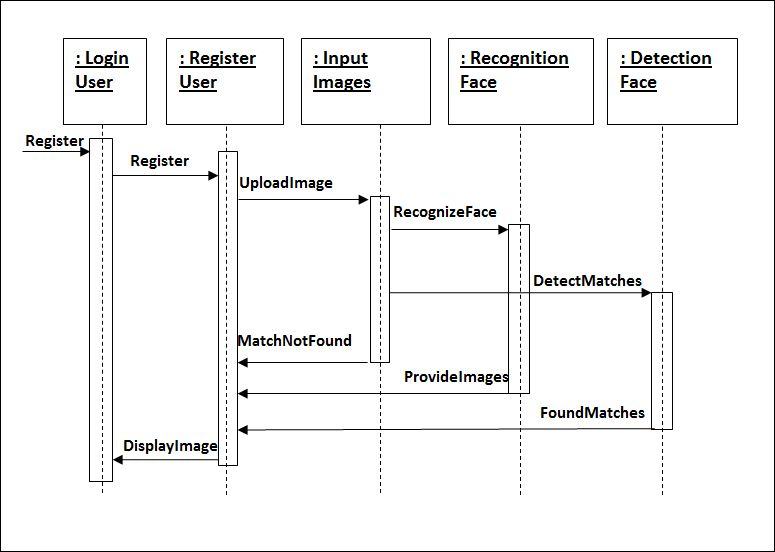 : Login
User
: Register
User
: Input
Images
: Recognition
Face
: Detection
Face
Register
Register
UploadImage
RecognizeFace
DetectMatches
MatchNotFound
ProvideImages
FoundMatches
DisplayImage